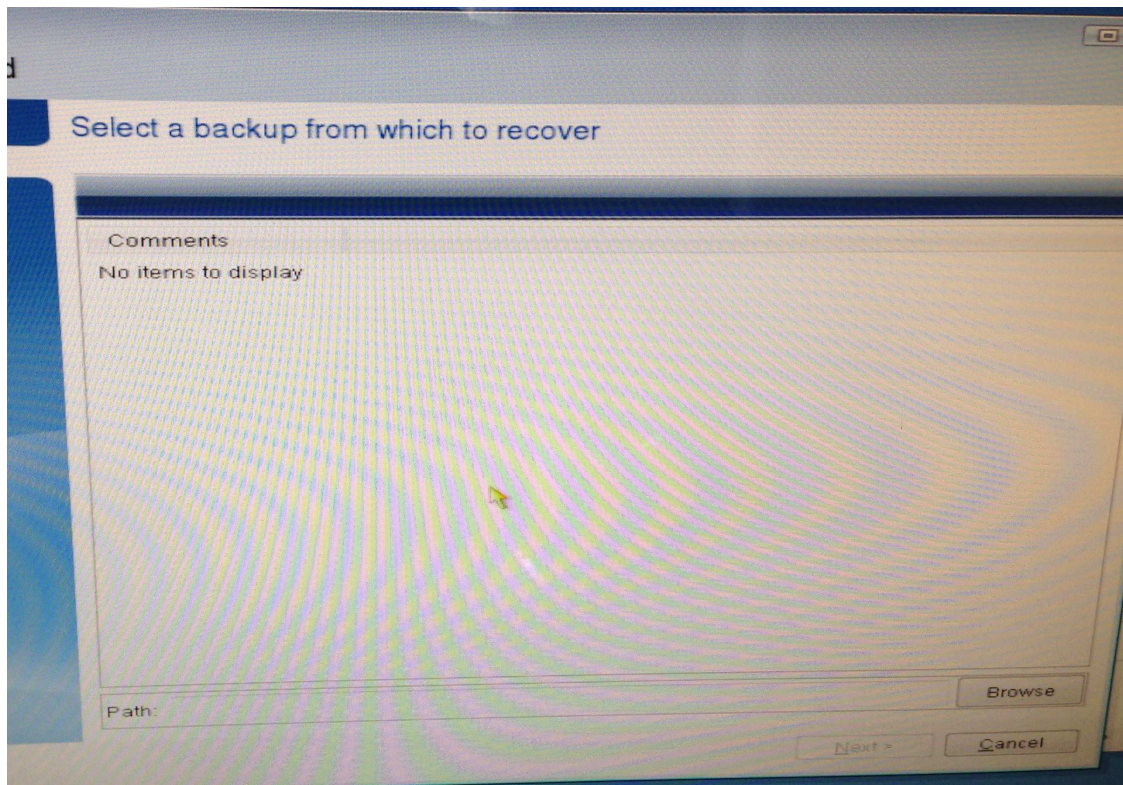 d
Select a backup from which to recover
Comments
No items to display
Path:
Browse
Next >
Cancel